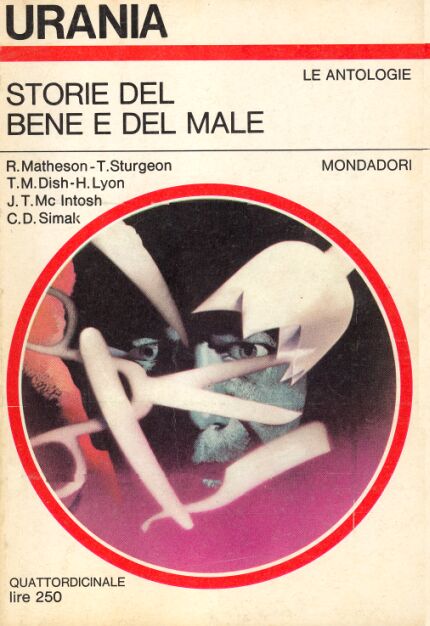 URANIA
LE ANTOLOGIE
STORIE DEL
BENE E DEL MALE
R.Matheson-T.Sturgeon
T.M.Dish-H.Lyon
J.T.Mc Intosh
C.D.Simak
MONDADORI
QUATTORDICINALE
lire 250